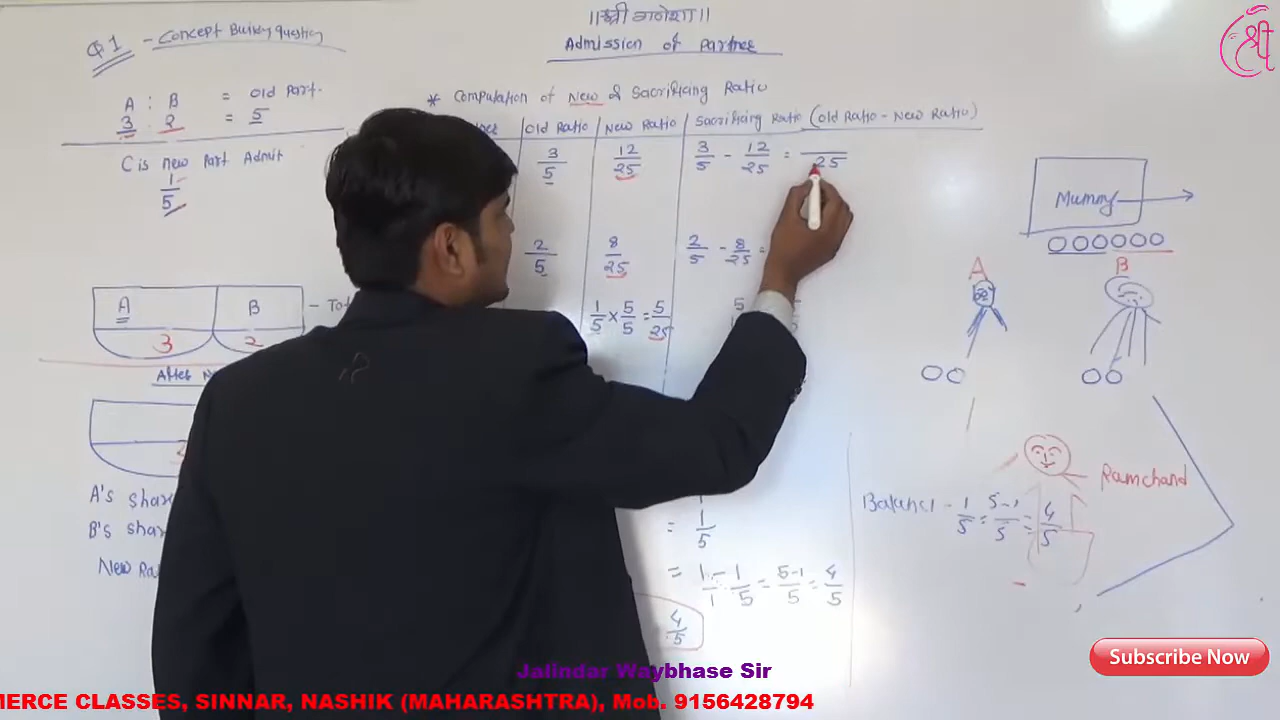 ॥श्री गणेशा॥
Admission of Partner
श्री
Q1 - Concept Building Question
A : B = Old Part.
3 2 = 5
C is new Part Admit
1/5
A B - Tot
3 2
After N
A's shar
B's shar
New Ra
* Computation of New & Sacrificing Ratio
Old Ratio New Ratio Sacrificing Ratio (Old Ratio - New Ratio)
3/5 12/25 3/5 - 12/25 = /25
2/5 8/25 2/5 - 8/25 =
1/5 × 5/5 = 5/25 5
= 1/5
= 1/1 - 1/5 = 5-1/5 = 4/5
4/5
Mummy
A B
Ramchand
Balanci - 1/5 = 5-1/5 = 4/5
Jalindar Waybhase Sir
Subscribe Now
MERCE CLASSES, SINNAR, NASHIK (MAHARASHTRA), Mob. 9156428794